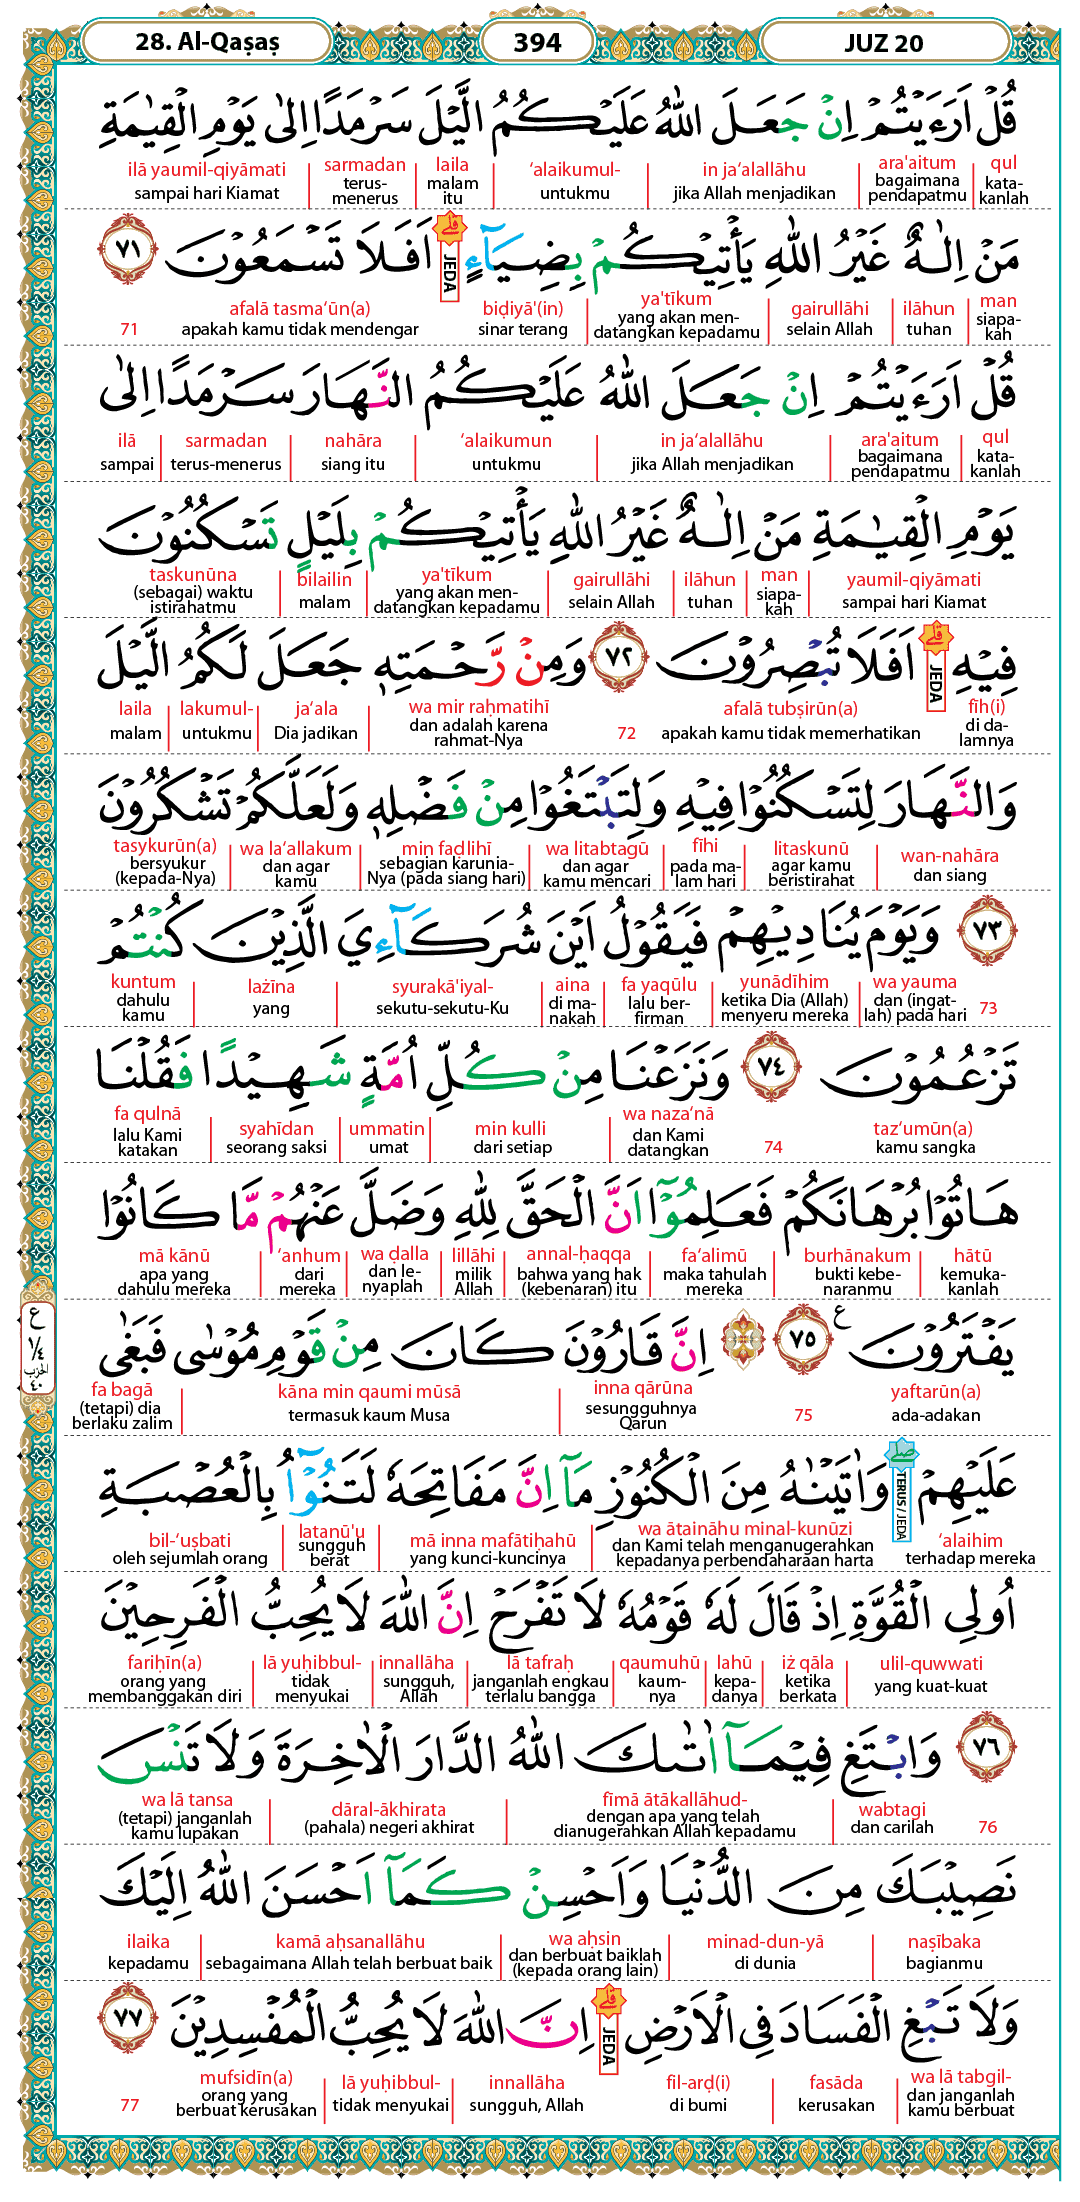 28. Al-Qaṣaṣ 394 JUZ 20
قُلْ اَرَءَيْتُمْ اِنْ جَعَلَ اللّٰهُ عَلَيْكُمُ الَّيْلَ سَرْمَدًا اِلٰى يَوْمِ الْقِيٰمَةِ
qul ara'aitum in ja‘alallāhu ‘alaikumul- laila sarmadan ilā yaumil-qiyāmati
kata-kanlah bagaimana pendapatmu jika Allah menjadikan untukmu malam itu terus-menerus sampai hari Kiamat
مَنْ اِلٰهٌ غَيْرُ اللّٰهِ يَأْتِيْكُمْ بِضِيَاۤءٍ ۗ اَفَلَا تَسْمَعُوْنَ ٧١
JEDA
man ilāhun gairullāhi ya'tīkum biḍiyā'(in) afalā tasma‘ūn(a)
siapa-kah tuhan selain Allah yang akan men-datangkan kepadamu sinar terang apakah kamu tidak mendengar 71
قُلْ اَرَءَيْتُمْ اِنْ جَعَلَ اللّٰهُ عَلَيْكُمُ النَّهَارَ سَرْمَدًا اِلٰى
qul ara'aitum in ja‘alallāhu ‘alaikumun nahāra sarmadan ilā
kata-kanlah bagaimana pendapatmu jika Allah menjadikan untukmu siang itu terus-menerus sampai
يَوْمِ الْقِيٰمَةِ مَنْ اِلٰهٌ غَيْرُ اللّٰهِ يَأْتِيْكُمْ بِلَيْلٍ تَسْكُنُوْنَ
yaumil-qiyāmati man ilāhun gairullāhi ya'tīkum bilailin taskunūna
sampai hari Kiamat siapa-kah tuhan selain Allah yang akan men-datangkan kepadamu malam (sebagai) waktu istirahatmu
فِيْهِ ۗ اَفَلَا تُبْصِرُوْنَ ٧٢ وَمِنْ رَّحْمَتِهٖ جَعَلَ لَكُمُ الَّيْلَ
JEDA
fīh(i) afalā tubṣirūn(a) wa mir raḥmatihī ja‘ala lakumul- laila
di da-lamnya apakah kamu tidak memerhatikan 72 dan adalah karena rahmat-Nya Dia jadikan untukmu malam
وَالنَّهَارَ لِتَسْكُنُوْا فِيْهِ وَلِتَبْتَغُوْا مِنْ فَضْلِهٖ وَلَعَلَّكُمْ تَشْكُرُوْنَ
wan-nahāra litaskunū fīhi wa litabtagū min faḍlihī wa la‘allakum tasykurūn(a)
dan siang agar kamu beristirahat pada ma-lam hari dan agar kamu mencari sebagian karunia-Nya (pada siang hari) dan agar kamu bersyukur (kepada-Nya)
٧٣ وَيَوْمَ يُنَادِيْهِمْ فَيَقُوْلُ اَيْنَ شُرَكَاۤءِيَ الَّذِيْنَ كُنْتُمْ
wa yauma yunādīhim fa yaqūlu aina syurakā'iyal- lażīna kuntum
73 dan (ingat-lah) pada hari ketika Dia (Allah) menyeru mereka lalu ber-firman di ma-nakah sekutu-sekutu-Ku yang dahulu kamu
تَزْعُمُوْنَ ٧٤ وَنَزَعْنَا مِنْ كُلِّ اُمَّةٍ شَهِيْدًا فَقُلْنَا
taz‘umūn(a) wa naza‘nā min kulli ummatin syahīdan fa qulnā
kamu sangka 74 dan Kami datangkan dari setiap umat seorang saksi lalu Kami katakan
هَاتُوْا بُرْهَانَكُمْ فَعَلِمُوْٓا اَنَّ الْحَقَّ لِلّٰهِ وَضَلَّ عَنْهُمْ مَّا كَانُوْا
hātū burhānakum fa‘alimū annal-ḥaqqa lillāhi wa ḍalla ‘anhum mā kānū
kemuka-kanlah bukti kebe-naranmu maka tahulah mereka bahwa yang hak (kebenaran) itu milik Allah dan le-nyaplah dari mereka apa yang dahulu mereka
يَفْتَرُوْنَ ع ٧٥ اِنَّ قَارُوْنَ كَانَ مِنْ قَوْمِ مُوْسٰى فَبَغٰى
ع ١/٤ الحزب ٤٠
yaftarūn(a) inna qārūna kāna min qaumi mūsā fa bagā
ada-adakan 75 sesungguhnya Qarun termasuk kaum Musa (tetapi) dia berlaku zalim
عَلَيْهِمْ ۖ وَاٰتَيْنٰهُ مِنَ الْكُنُوْزِ مَآ اِنَّ مَفَاتِحَهٗ لَتَنُوْۤاُ بِالْعُصْبَةِ
TERUS / JEDA
‘alaihim wa ātaināhu minal-kunūzi mā inna mafātiḥahū latanū'u bil-‘uṣbati
terhadap mereka dan Kami telah menganugerahkan kepadanya perbendaharaan harta yang kunci-kuncinya sungguh berat oleh sejumlah orang
اُولِى الْقُوَّةِ اِذْ قَالَ لَهٗ قَوْمُهٗ لَا تَفْرَحْ اِنَّ اللّٰهَ لَا يُحِبُّ الْفَرِحِيْنَ
ulil-quwwati iż qāla lahū qaumuhū lā tafraḥ innallāha lā yuḥibbul- fariḥīn(a)
yang kuat-kuat ketika berkata kepa-danya kaum-nya janganlah engkau terlalu bangga sungguh, Allah tidak menyukai orang yang membanggakan diri
٧٦ وَابْتَغِ فِيْمَآ اٰتٰىكَ اللّٰهُ الدَّارَ الْاٰخِرَةَ وَلَا تَنْسَ
wabtagi fīmā ātākallāhud- dāral-ākhirata wa lā tansa
76 dan carilah dengan apa yang telah dianugerahkan Allah kepadamu (pahala) negeri akhirat (tetapi) janganlah kamu lupakan
نَصِيْبَكَ مِنَ الدُّنْيَا وَاَحْسِنْ كَمَآ اَحْسَنَ اللّٰهُ اِلَيْكَ
naṣībaka minad-dun-yā wa aḥsin kamā aḥsanallāhu ilaika
bagianmu di dunia dan berbuat baiklah (kepada orang lain) sebagaimana Allah telah berbuat baik kepadamu
وَلَا تَبْغِ الْفَسَادَ فِى الْاَرْضِ ۗ اِنَّ اللّٰهَ لَا يُحِبُّ الْمُفْسِدِيْنَ ٧٧
JEDA
wa lā tabgil- fasāda fil-arḍ(i) innallāha lā yuḥibbul- mufsidīn(a)
dan janganlah kamu berbuat kerusakan di bumi sungguh, Allah tidak menyukai orang yang berbuat kerusakan 77